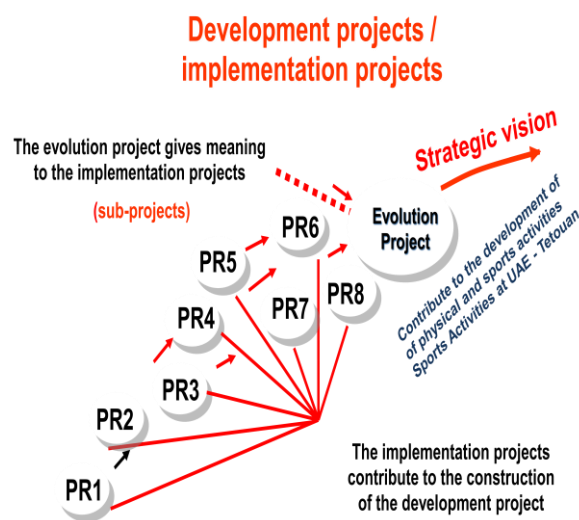 Development projects /
implementation projects
The evolution project gives meaning
to the implementation projects
(sub-projects)
Strategic vision
Evolution
Project
Contribute to the development of
of physical and sports activities
Sports Activities at UAE - Tetouan
PR6
PR5
PR8
PR7
PR4
PR3
PR2
PR1
The implementation projects
contribute to the construction
of the development project